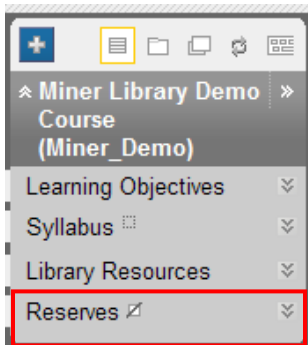 Miner Library Demo
Course
(Miner_Demo)
Learning Objectives
Syllabus
Library Resources
Reserves